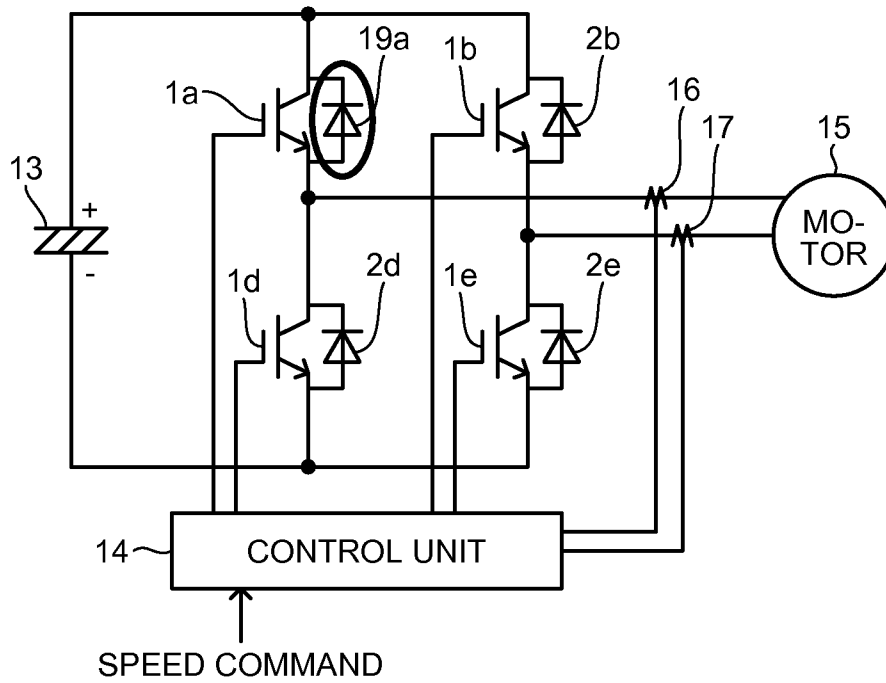 19a
1b
2b
1a
16
17
15
13
+
-
MO-
TOR
1d
2d
1e
2e
14
CONTROL UNIT
SPEED COMMAND